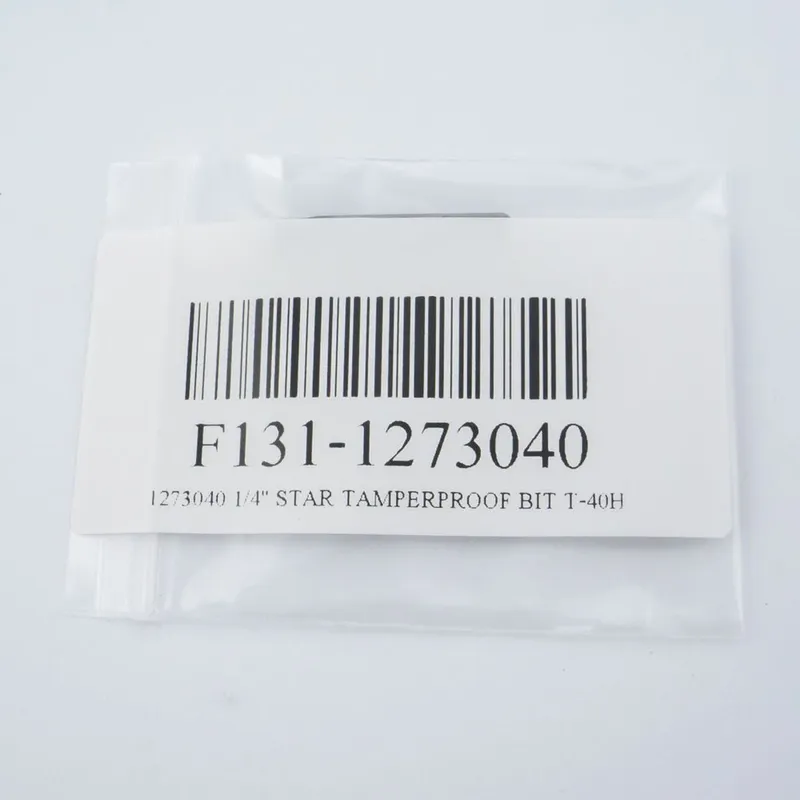 F131-1273040
1273040 1/4" STAR TAMPERPROOF BIT T-40H